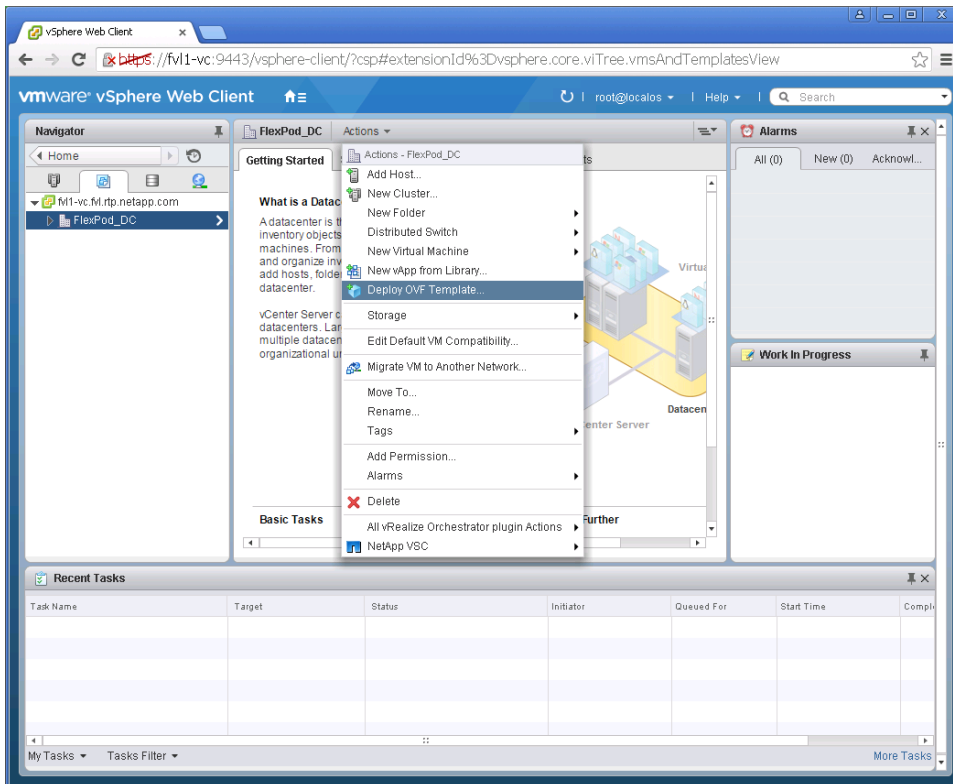 vSphere Web Client
https://fvl1-vc:9443/vsphere-client/?csp#extensionId%3Dvsphere.core.viTree.vmsAndTemplatesView
vmware® vSphere Web Client
root@localos
Help
Search
Navigator
Home
fvl1-vc.fvl.rtp.netapp.com
FlexPod_DC
FlexPod_DC
Actions
Getting Started
ts
What is a Datac
A datacenter is th
inventory objects
machines. From
and organize inv
add hosts, folde
datacenter.
vCenter Server c
datacenters. Lar
multiple datacen
organizational un
Virtua
Datacen
enter Server
Basic Tasks
Further
Actions - FlexPod_DC
Add Host...
New Cluster...
New Folder
Distributed Switch
New Virtual Machine
New vApp from Library...
Deploy OVF Template...
Storage
Edit Default VM Compatibility...
Migrate VM to Another Network...
Move To...
Rename...
Tags
Add Permission...
Alarms
Delete
All vRealize Orchestrator plugin Actions
NetApp VSC
Alarms
All (0)
New (0)
Acknowl...
Work In Progress
Recent Tasks
Task Name
Target
Status
Initiator
Queued For
Start Time
Comple
My Tasks
Tasks Filter
More Tasks